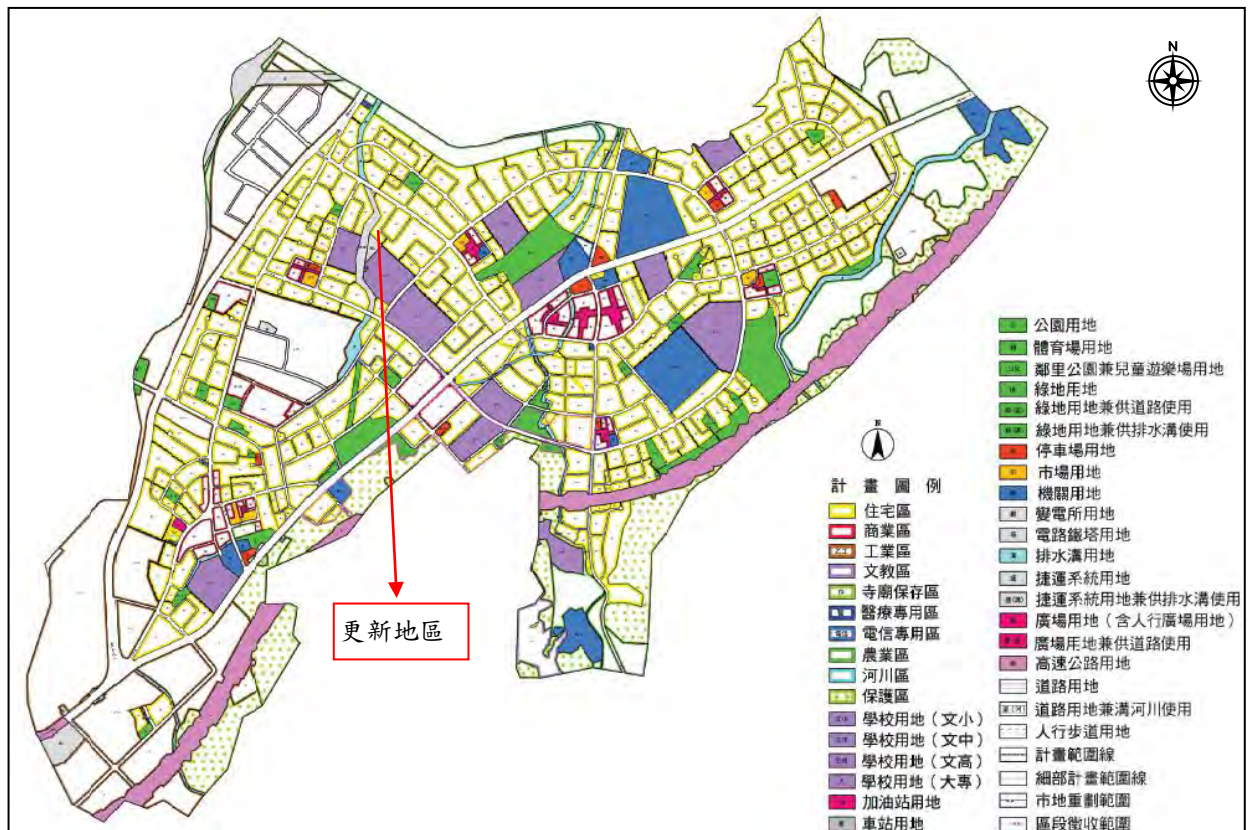 N
更新地區
N
計畫圖例
住宅區
商業區
工業區
文教區
寺廟保存區
醫療專用區
電信專用區
農業區
河川區
保護區
學校用地（文小）
學校用地（文中）
學校用地（文高）
學校用地（大專）
加油站用地
車站用地
公園用地
體育場用地
鄰里公園兼兒童遊樂場用地
綠地用地
綠地用地兼供道路使用
綠地用地兼供排水溝使用
停車場用地
市場用地
機關用地
變電所用地
電路鐵塔用地
排水溝用地
捷運系統用地
捷運系統用地兼供排水溝使用
廣場用地（含人行廣場用地）
廣場用地兼供道路使用
高速公路用地
道路用地
道路用地兼溝河川使用
人行步道用地
計畫範圍線
細部計畫範圍線
市地重劃範圍
區段徵收範圍